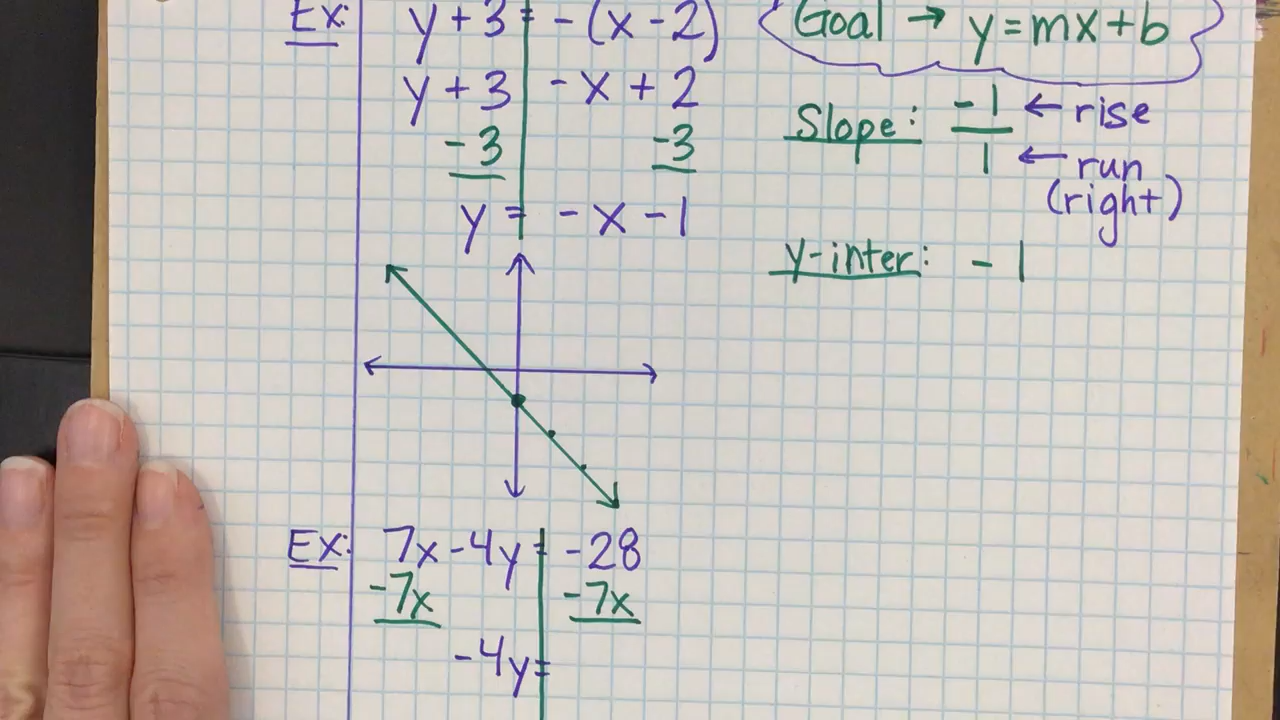 Ex: y + 3 = - (x - 2)
y + 3 - x + 2
- 3 - 3
y = - x - 1
Goal → y = mx + b
Slope: -1/1 ← rise
← run
(right)
y-inter: - 1
Ex: 7x - 4y = -28
-7x -7x
-4y =